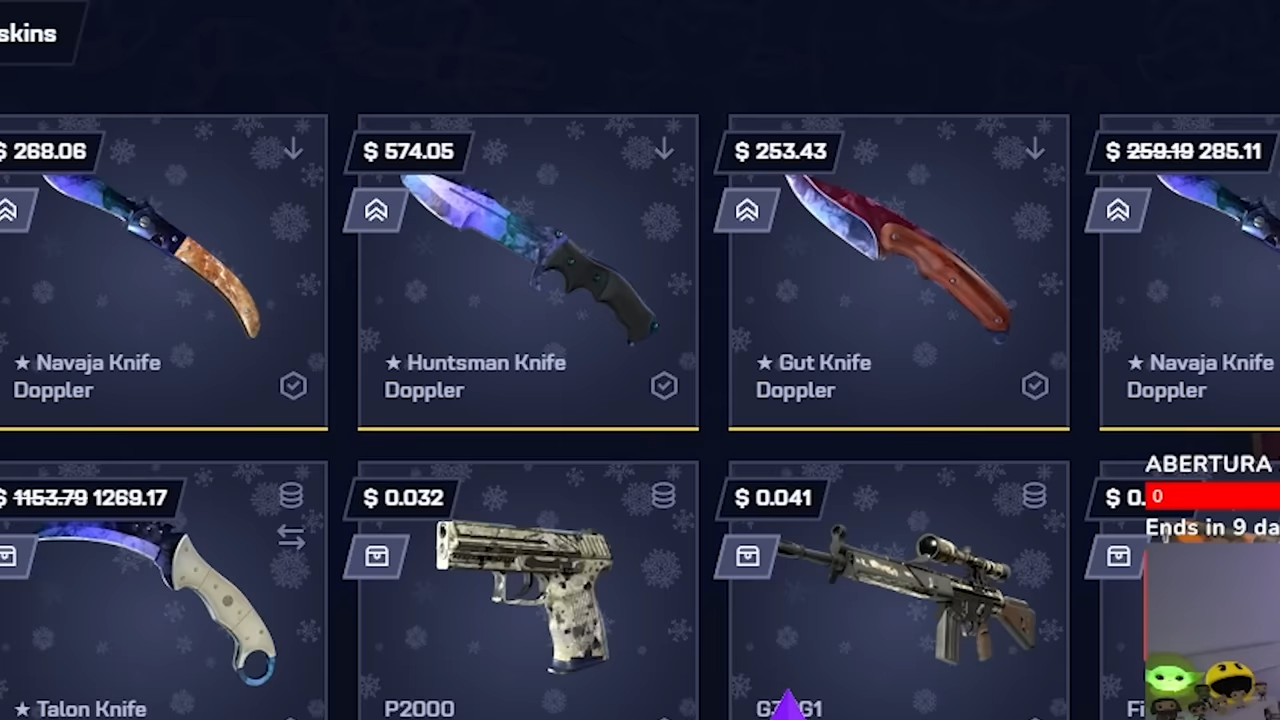 skins
$ 268.06
$ 574.05
$ 253.43
$ 259.19 285.11
★ Navaja Knife
Doppler
★ Huntsman Knife
Doppler
★ Gut Knife
Doppler
★ Navaja Knife
Doppler
ABERTURA
0
Ends in 9 da
$ 1153.79 1269.17
$ 0.032
$ 0.041
$ 0.
★ Talon Knife
P2000
Fi